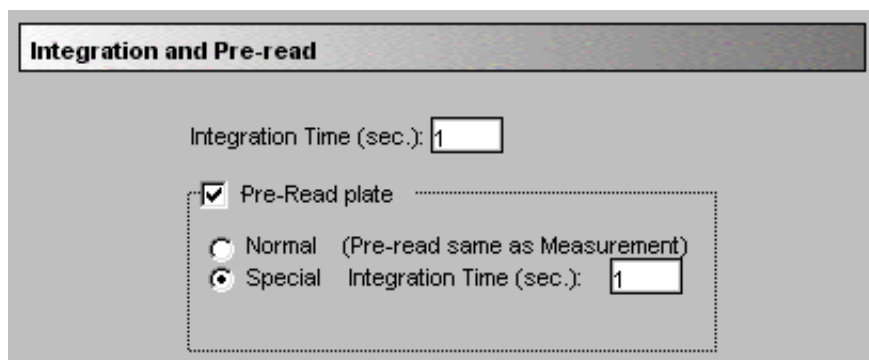 Integration and Pre-read
Integration Time (sec.): 1
Pre-Read plate
Normal (Pre-read same as Measurement)
Special Integration Time (sec.): 1